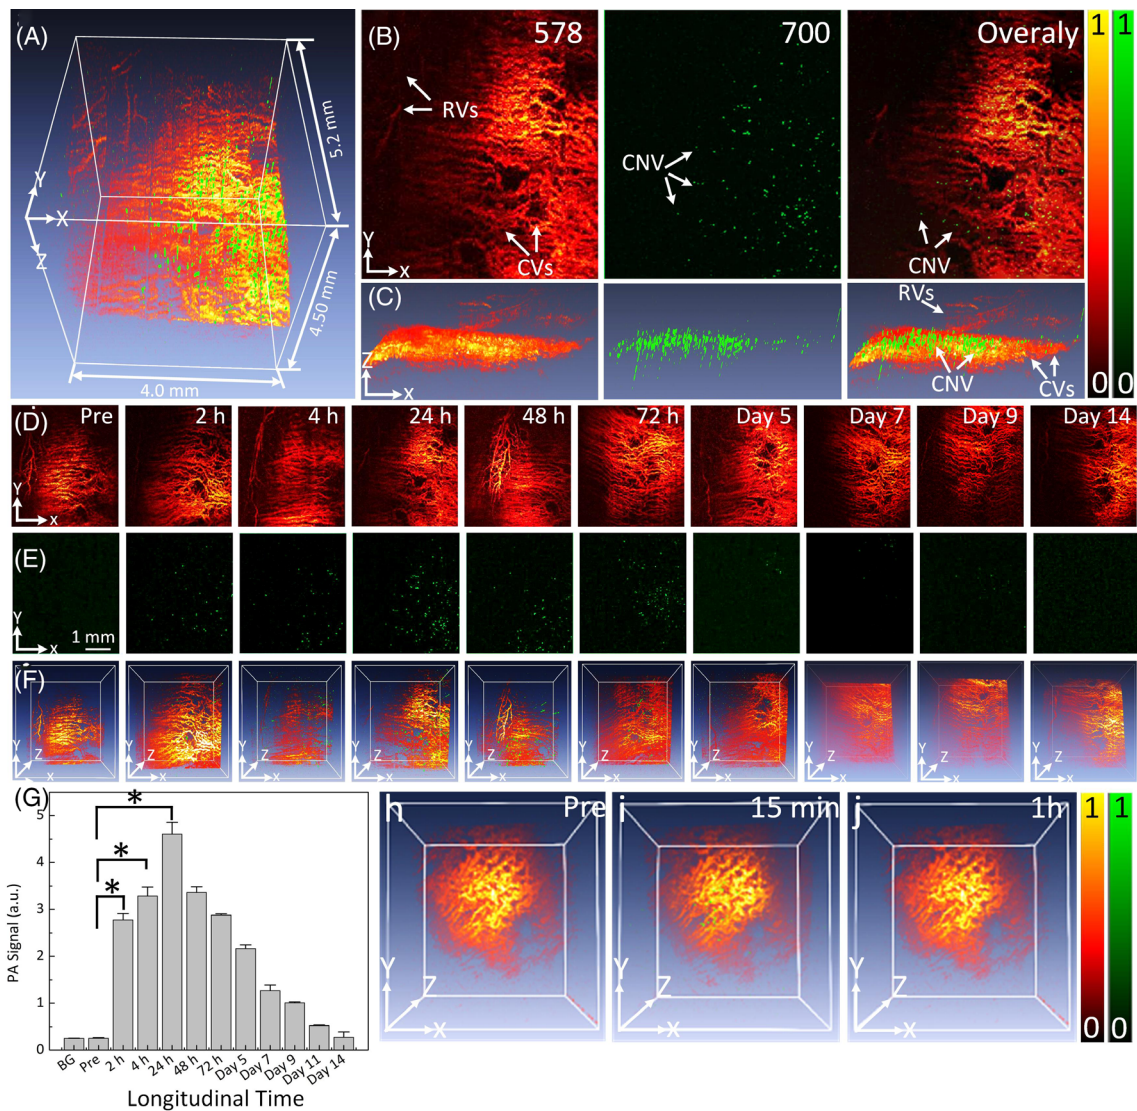 (A)
5.2 mm
Y
X
Z
4.50 mm
4.0 mm
(B)
578
700
Overaly
1
1
RVs
CNV
CVs
CNV
Y
X
(C)
RVs
CNV
CVs
Z
X
0
0
(D)
Pre
2 h
4 h
24 h
48 h
72 h
Day 5
Day 7
Day 9
Day 14
Y
X
(E)
Y
X
1 mm
(F)
Y
Z
X
Y
Z
X
Y
Z
X
Y
Z
X
Y
Z
X
Y
Z
X
Y
Z
X
Y
Z
X
Y
Z
X
Y
Z
X
(G)
PA Signal (a.u.)
5
4
3
2
1
0
*
*
*
BG
Pre
2 h
4 h
24 h
48 h
72 h
Day 5
Day 7
Day 9
Day 11
Day 14
Longitudinal Time
h
Pre
Y
Z
X
i
15 min
Y
Z
X
j
1h
Y
Z
X
1
1
0
0